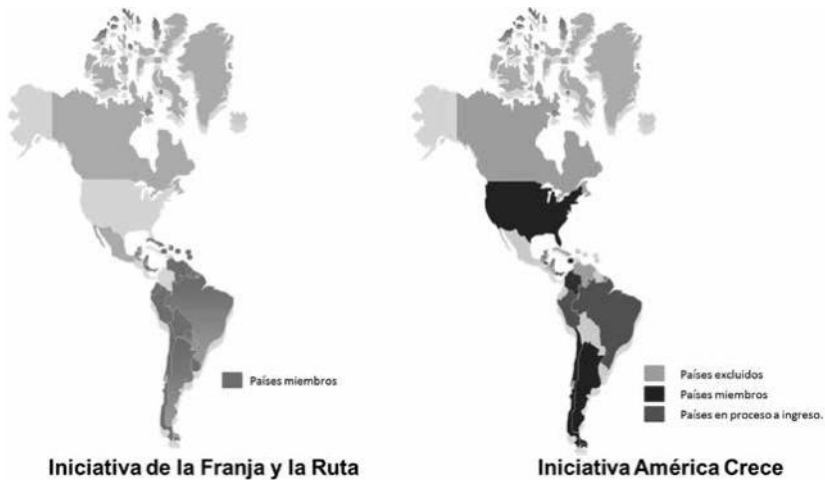 Países miembros
Países excluidos
Países miembros
Países en proceso a ingreso.
Iniciativa de la Franja y la Ruta
Iniciativa América Crece